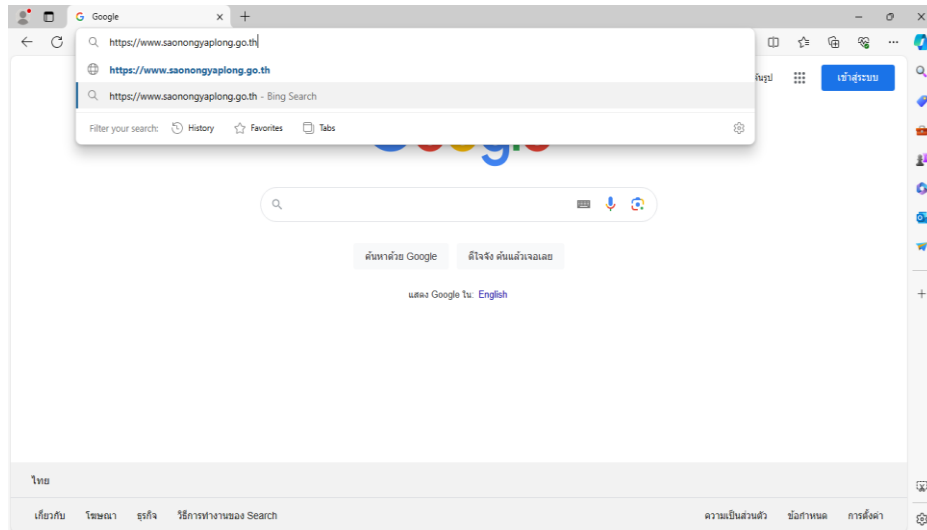 Google
https://www.saonongyaplong.go.th
https://www.saonongyaplong.go.th
https://www.saonongyaplong.go.th - Bing Search
Filter your search: History Favorites Tabs
เข้าสู่ระบบ
ค้นหาด้วย Google ดีใจจัง ค้นแล้วเจอเลย
แสดง Google ใน: English
ไทย
เกี่ยวกับ โฆษณา ธุรกิจ วิธีการทำงานของ Search ความเป็นส่วนตัว ข้อกำหนด การตั้งค่า